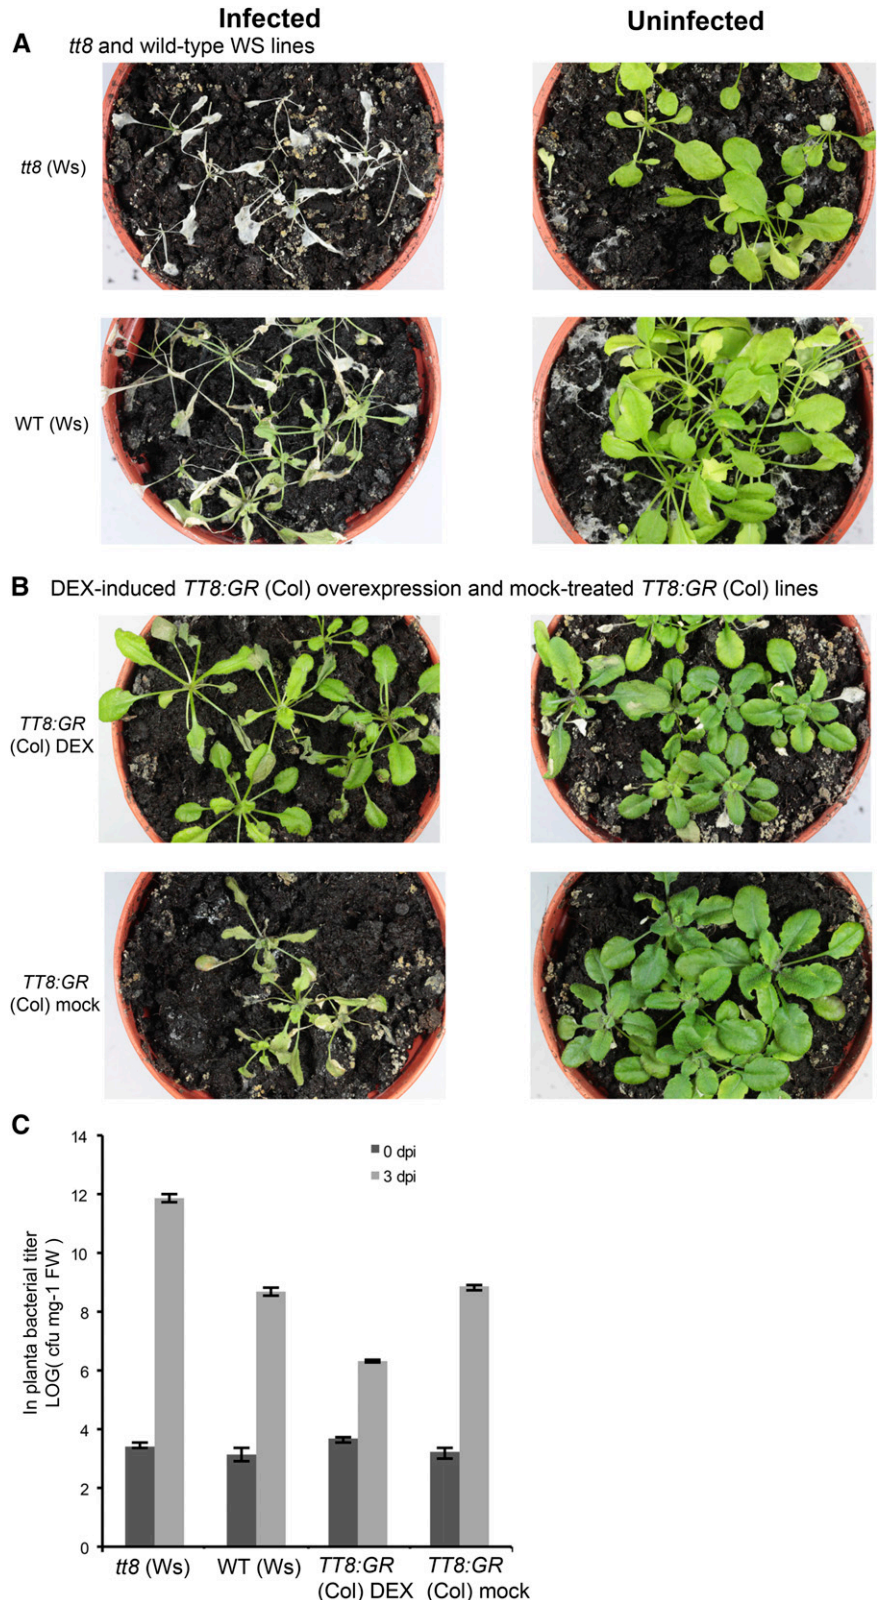 Infected
Uninfected
A
tt8 and wild-type WS lines
tt8 (Ws)
WT (Ws)
B
DEX-induced TT8:GR (Col) overexpression and mock-treated TT8:GR (Col) lines
TT8:GR
(Col) DEX
TT8:GR
(Col) mock
C
In planta bacterial titer
LOG( cfu mg-1 FW )
14
12
10
8
6
4
2
0
0 dpi
3 dpi
tt8 (Ws)
WT (Ws)
TT8:GR
(Col) DEX
TT8:GR
(Col) mock